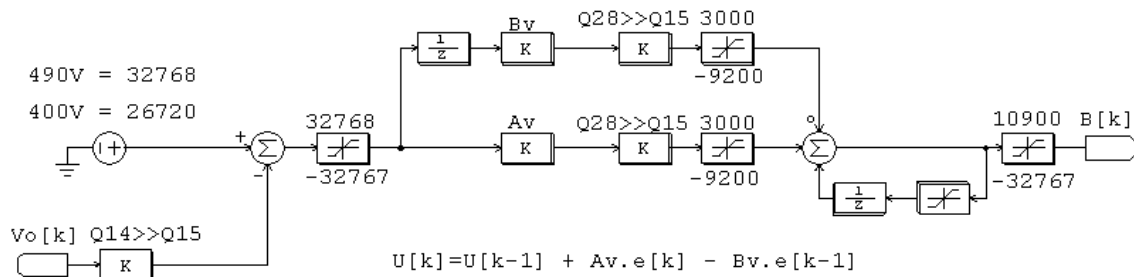 Bv
Q28>>Q15 3000
1/z
K
K
490V = 32768
-9200
400V = 26720
32768
Av
Q28>>Q15 3000
10900 B[k]
+
+
Σ
K
K
Σ
-
-32767
-9200
-32767
1/z
Vo[k] Q14>>Q15
K
U[k]=U[k-1] + Av.e[k] - Bv.e[k-1]